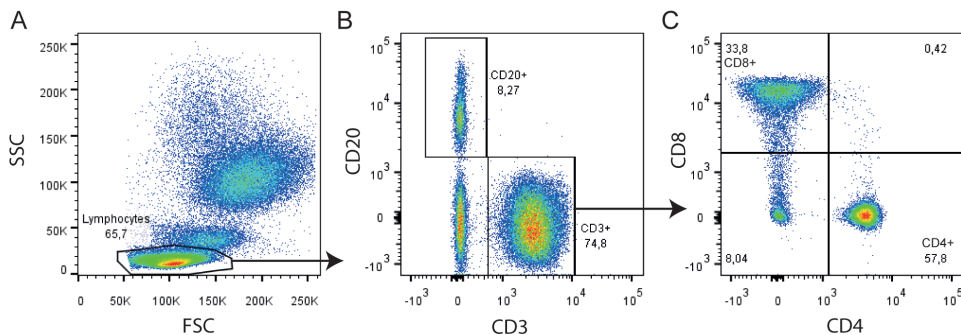 A
250K
200K
150K
100K
50K
0
SSC
Lymphocytes
65,7
0
50K
100K
150K
200K
250K
FSC
B
10^5
10^4
10^3
0
-10^3
CD20
CD20+
8,27
CD3+
74,8
-10^3
0
10^3
10^4
10^5
CD3
C
10^5
10^4
10^3
0
-10^3
CD8
33,8
CD8+
0,42
8,04
CD4+
57,8
-10^3
0
10^3
10^4
10^5
CD4